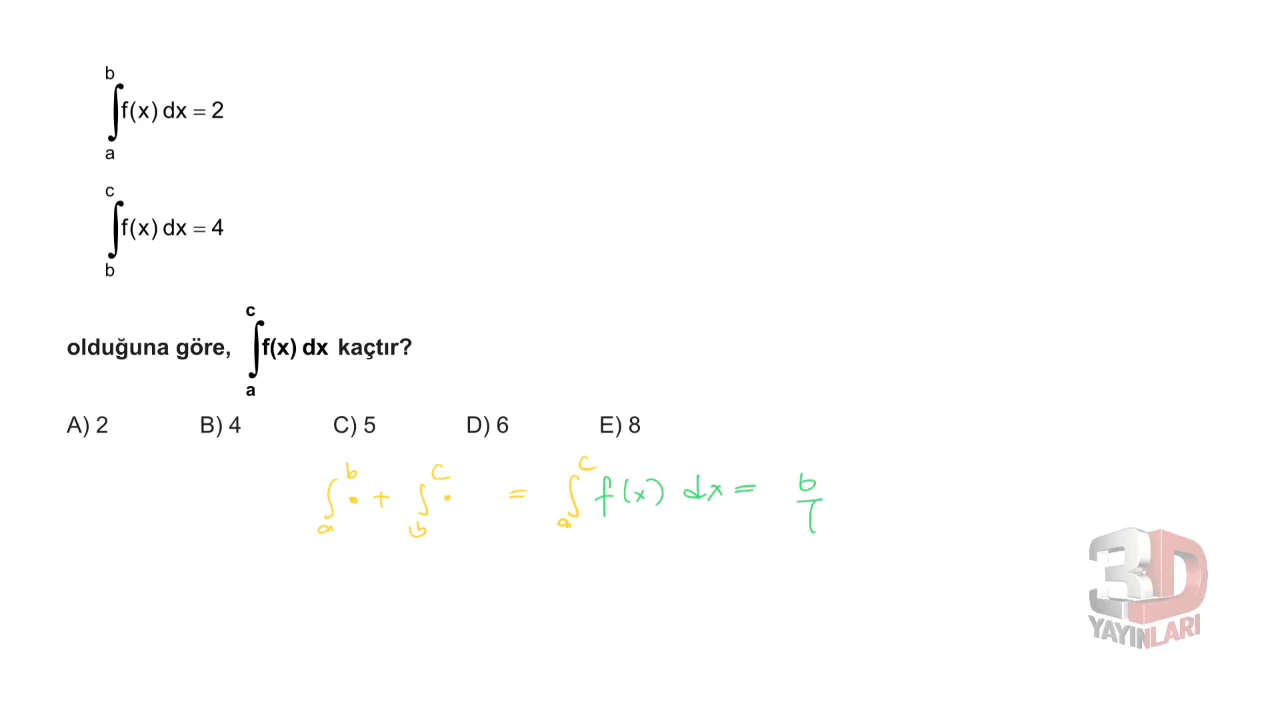 b
∫f(x) dx = 2
a
c
∫f(x) dx = 4
b
c
olduğuna göre, ∫f(x) dx kaçtır?
a
A) 2 B) 4 C) 5 D) 6 E) 8
b c c
∫ + ∫ = ∫ f(x) dx = 6
a b a
3D
YAYINLARI